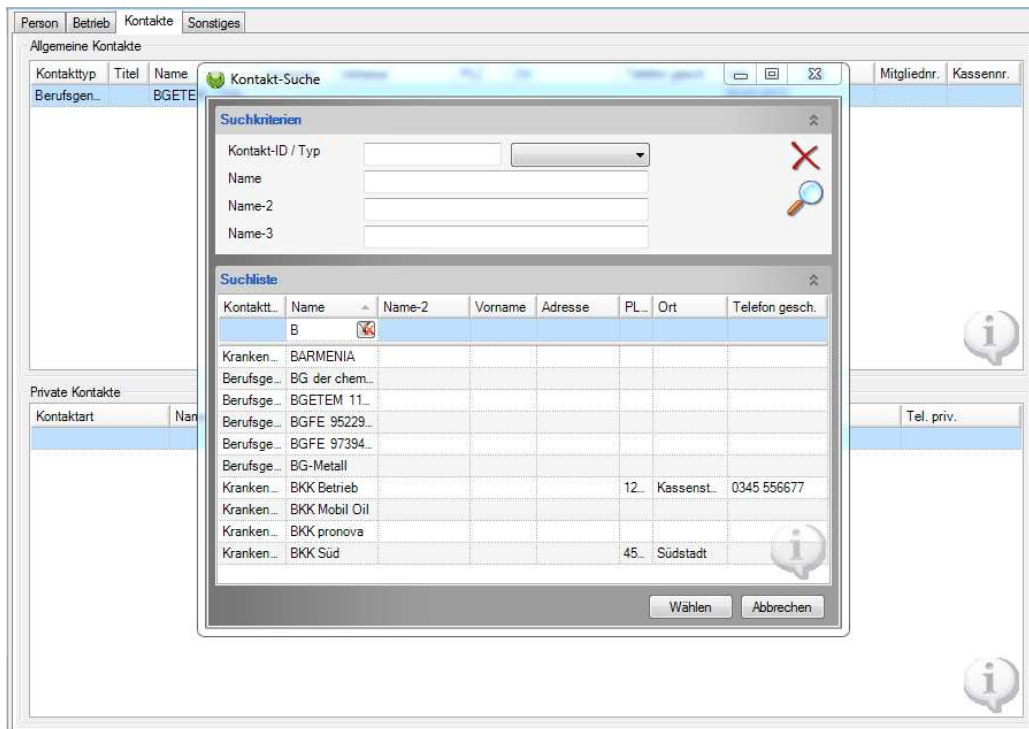 Person Betrieb Kontakte Sonstiges
Allgemeine Kontakte
Kontakttyp Titel Name Mitgliednr. Kassennr.
Berufsgen...
Kontakt-Suche
Suchkriterien
Kontakt-ID / Typ
Name
Name-2
Name-3
Suchliste
Kontaktt... Name Name-2 Vorname Adresse PL... Ort Telefon gesch.
B
Kranken... BARMENIA
Berufsge... BG der chem...
Berufsge... BGETEM 11...
Berufsge... BGFE 95229...
Berufsge... BGFE 97394...
Berufsge... BG-Metall
Kranken... BKK Betrieb 12... Kassenst... 0345 556677
Kranken... BKK Mobil Oil
Kranken... BKK pronova
Kranken... BKK Süd 45... Südstadt
Wählen Abbrechen
Private Kontakte
Kontaktart Tel. priv.